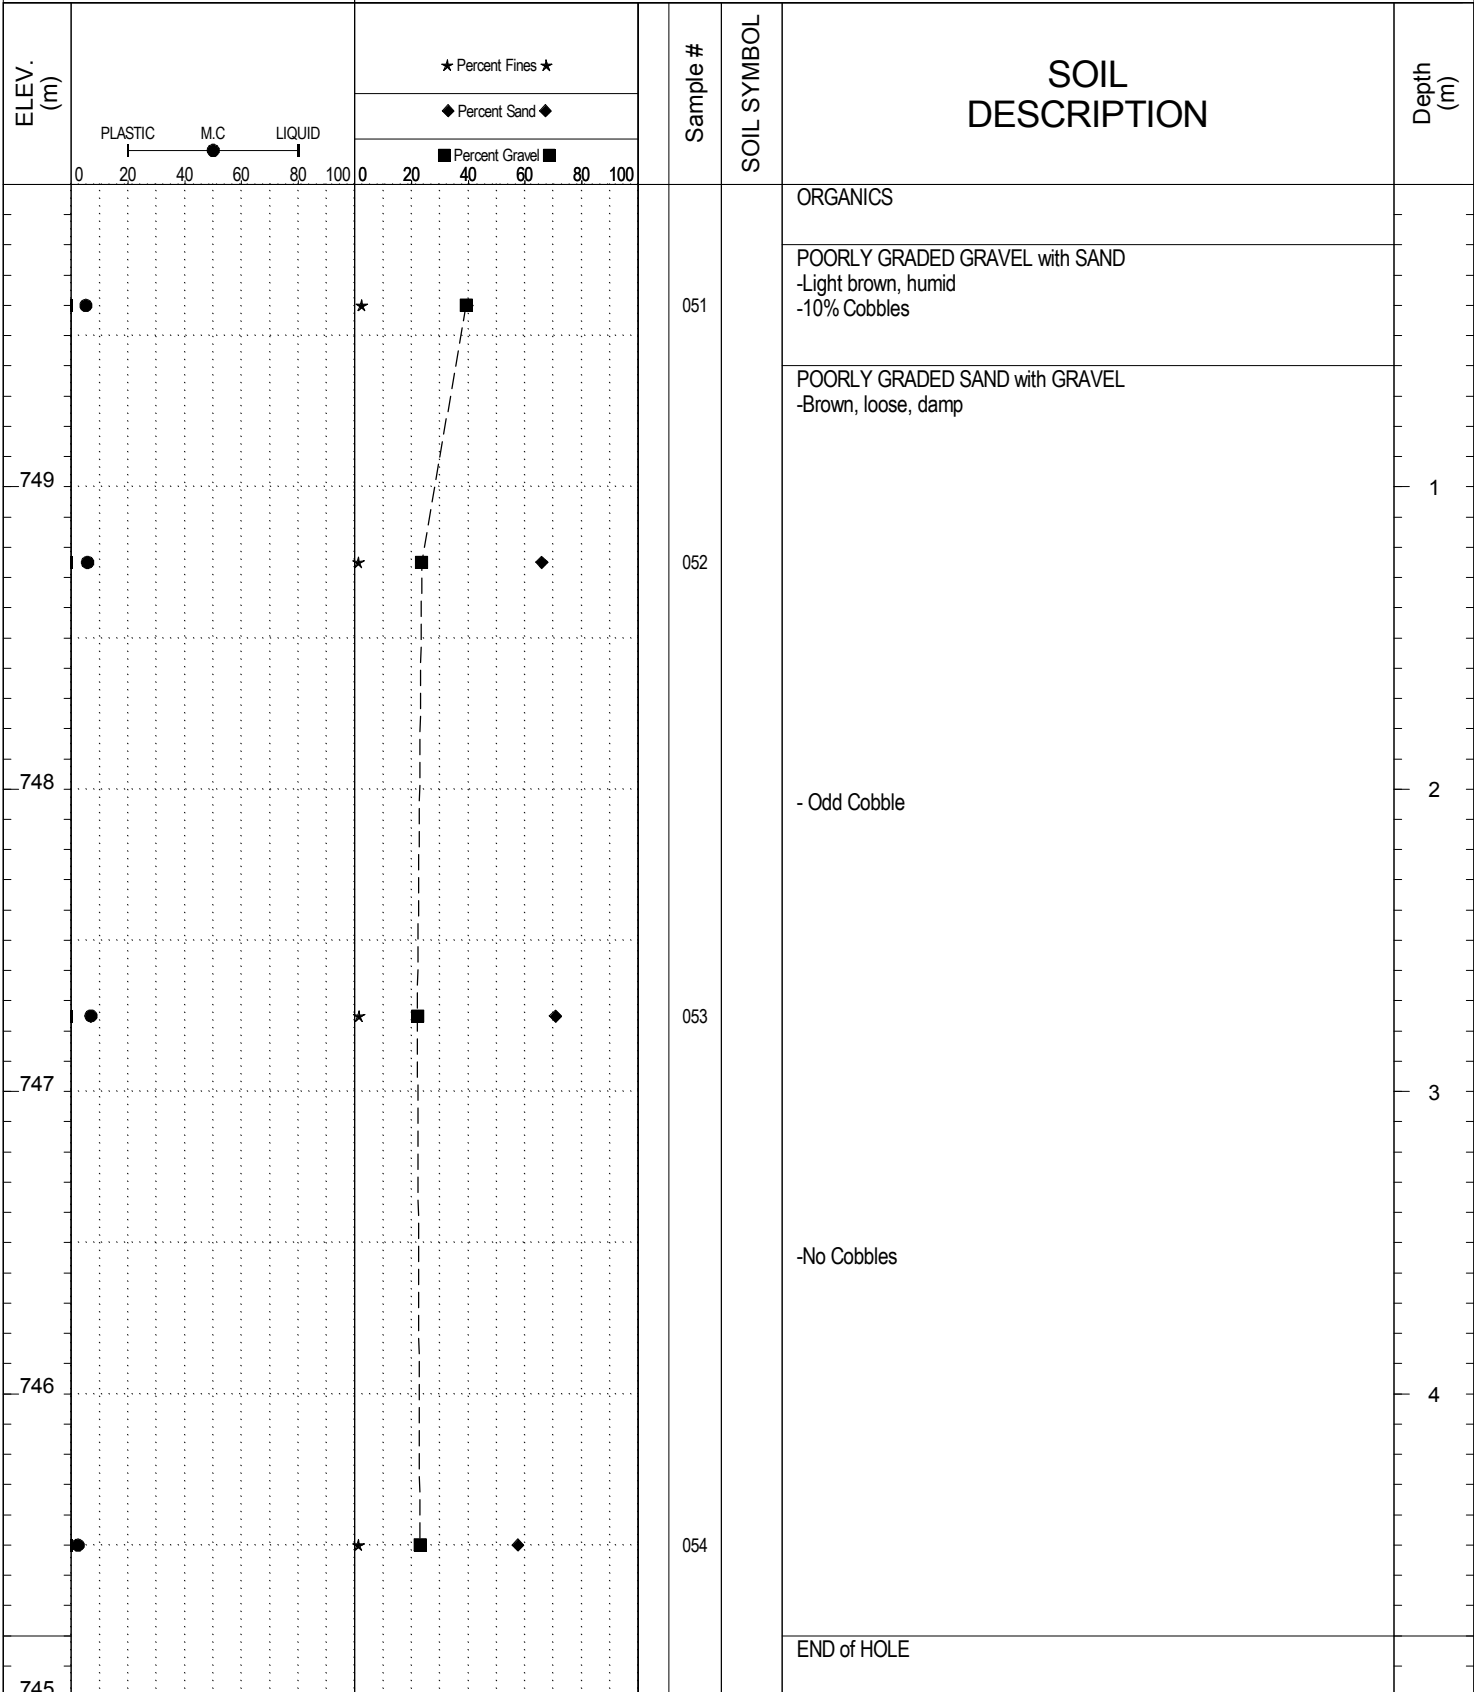 ELEV.
(m)
PLASTIC M.C LIQUID
0 20 40 60 80 100
★ Percent Fines ★
◆ Percent Sand ◆
■ Percent Gravel ■
0 20 40 60 80 100
Sample #
SOIL SYMBOL
SOIL
DESCRIPTION
Depth
(m)
ORGANICS
POORLY GRADED GRAVEL with SAND
-Light brown, humid
051
-10% Cobbles
POORLY GRADED SAND with GRAVEL
-Brown, loose, damp
749
1
052
748
2
- Odd Cobble
053
747
3
-No Cobbles
746
4
054
END of HOLE
745